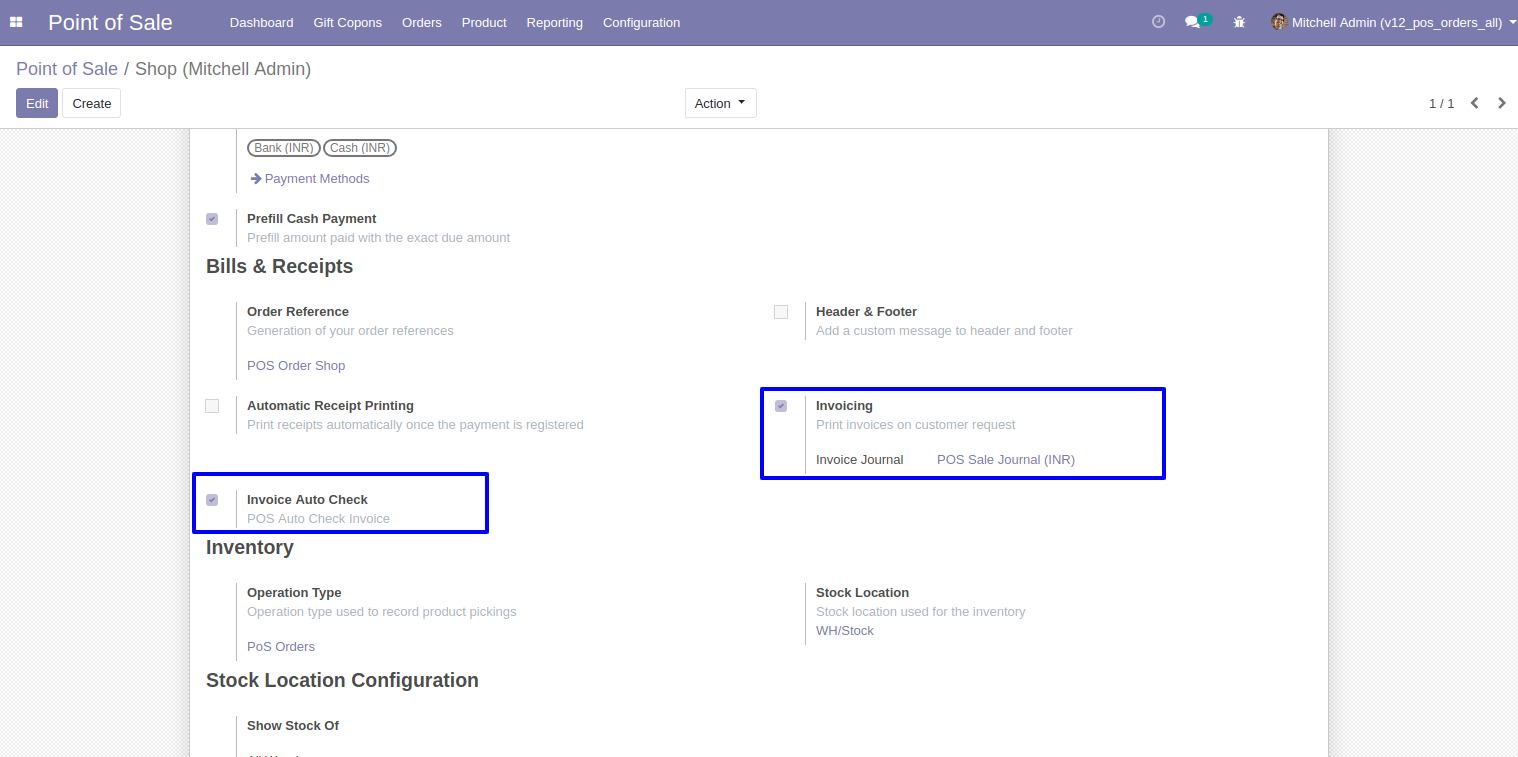 Point of Sale Dashboard Gift Copons Orders Product Reporting Configuration 1 Mitchell Admin (v12_pos_orders_all)
Point of Sale / Shop (Mitchell Admin)
Edit Create Action 1 / 1
Bank (INR) Cash (INR)
Payment Methods
Prefill Cash Payment
Prefill amount paid with the exact due amount
Bills & Receipts
Order Reference
Generation of your order references
POS Order Shop
Header & Footer
Add a custom message to header and footer
Automatic Receipt Printing
Print receipts automatically once the payment is registered
Invoicing
Print invoices on customer request
Invoice Journal POS Sale Journal (INR)
Invoice Auto Check
POS Auto Check Invoice
Inventory
Operation Type
Operation type used to record product pickings
PoS Orders
Stock Location
Stock location used for the inventory
WH/Stock
Stock Location Configuration
Show Stock Of